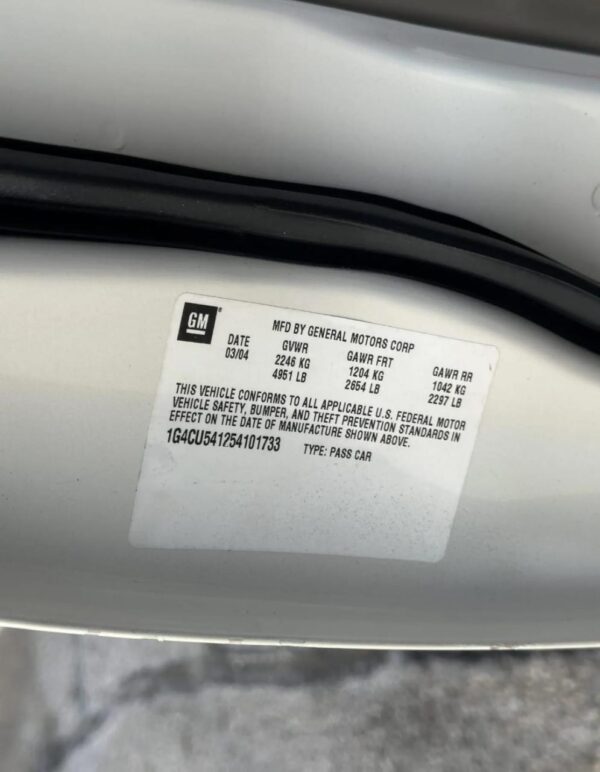 GM
MFD BY GENERAL MOTORS CORP
DATE GVWR GAWR FRT GAWR RR
03/04 2246 KG 1204 KG 1042 KG
4951 LB 2654 LB 2297 LB
THIS VEHICLE CONFORMS TO ALL APPLICABLE U.S. FEDERAL MOTOR
VEHICLE SAFETY, BUMPER, AND THEFT PREVENTION STANDARDS IN
EFFECT ON THE DATE OF MANUFACTURE SHOWN ABOVE.
1G4CU541254101733 TYPE: PASS CAR